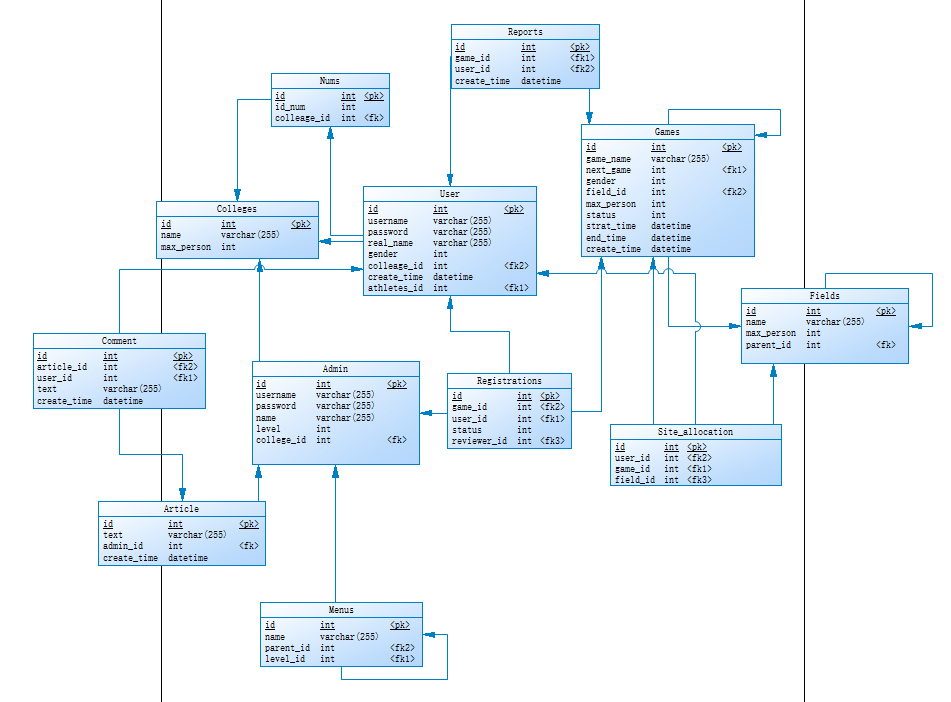 Reports
id int <pk>
game_id int <fk1>
user_id int <fk2>
create_time datetime
Nums
id int <pk>
id_num int
colleage_id int <fk>
Games
id int <pk>
game_name varchar(255)
next_game int <fk1>
gender int
field_id int <fk2>
max_person int
status int
strat_time datetime
end_time datetime
create_time datetime
User
id int <pk>
username varchar(255)
password varchar(255)
real_name varchar(255)
gender int
colleage_id int <fk2>
create_time datetime
athletes_id int <fk1>
Colleges
id int <pk>
name varchar(255)
max_person int
Fields
id int <pk>
name varchar(255)
max_person int
parent_id int <fk>
Comment
id int <pk>
article_id int <fk2>
user_id int <fk1>
text varchar(255)
create_time datetime
Admin
id int <pk>
username varchar(255)
password varchar(255)
name varchar(255)
level int
college_id int <fk>
Registrations
id int <pk>
game_id int <fk2>
user_id int <fk1>
status int
reviewer_id int <fk3>
Site_allocation
id int <pk>
user_id int <fk2>
game_id int <fk1>
field_id int <fk3>
Article
id int <pk>
text varchar(255)
admin_id int <fk>
create_time datetime
Menus
id int <pk>
name varchar(255)
parent_id int <fk2>
level_id int <fk1>